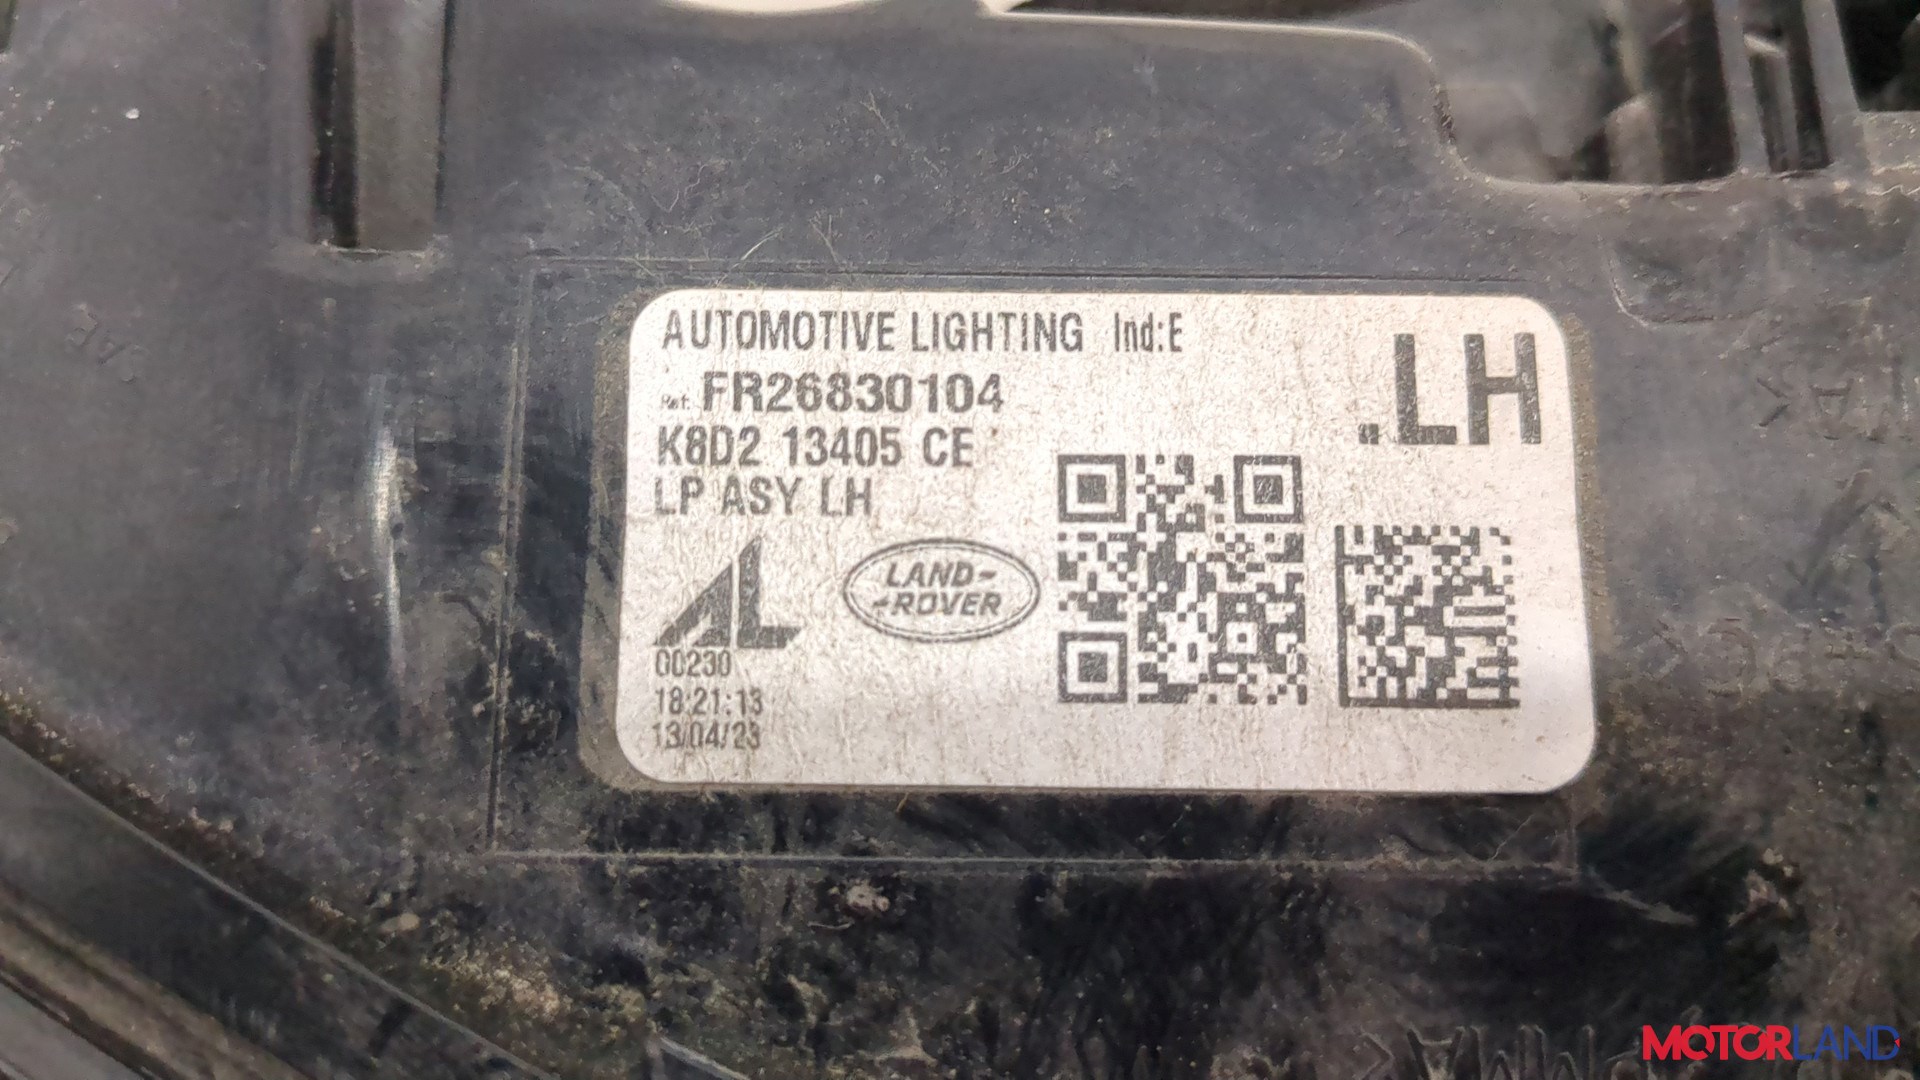 AUTOMOTIVE LIGHTING Ind:E
.LH
Ref: FR26830104
K8D2 13405 CE
LP ASY LH
AL
LAND-
-ROVER
00230
18:21:13
13/04/23
MOTORLAND